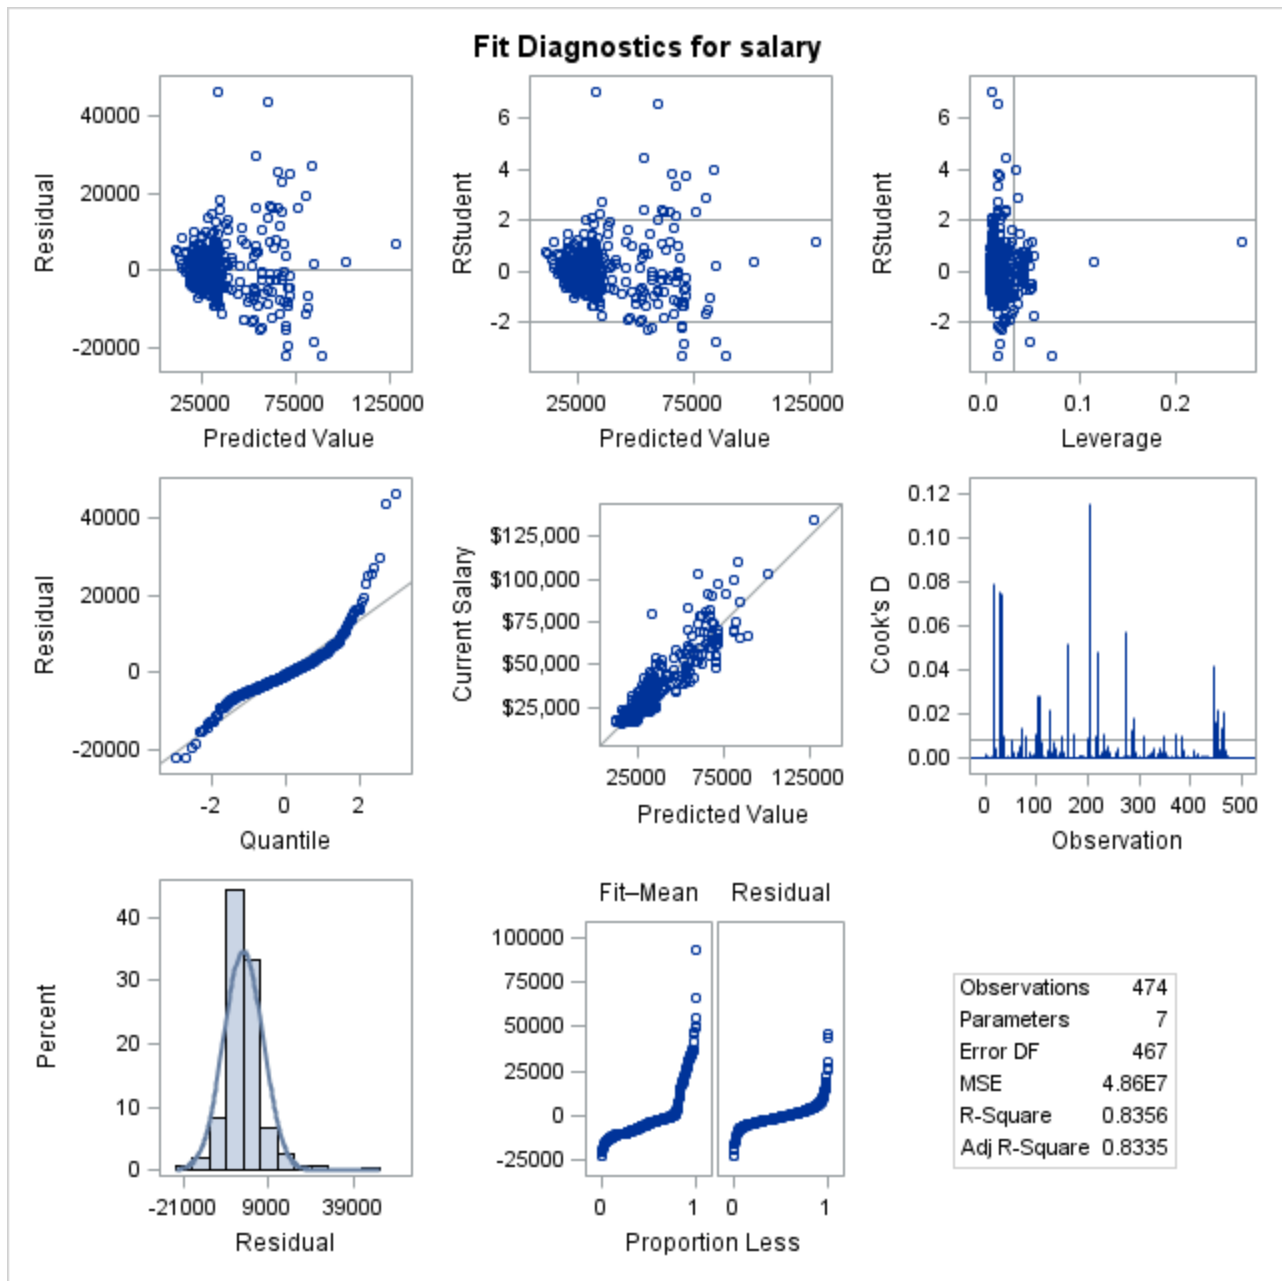 Fit Diagnostics for salary
40000
20000
0
-20000
Residual
25000 75000 125000
Predicted Value
6
4
2
0
-2
RStudent
25000 75000 125000
Predicted Value
6
4
2
0
-2
RStudent
0.0 0.1 0.2
Leverage
40000
20000
0
-20000
Residual
-2 0 2
Quantile
$125,000
$100,000
$75,000
$50,000
$25,000
Current Salary
25000 75000 125000
Predicted Value
0.12
0.10
0.08
0.06
0.04
0.02
0.00
Cook's D
0 100 200 300 400 500
Observation
40
30
20
10
0
Percent
-21000 9000 39000
Residual
Fit–Mean Residual
100000
75000
50000
25000
0
-25000
0 1 0 1
Proportion Less
Observations 474
Parameters 7
Error DF 467
MSE 4.86E7
R-Square 0.8356
Adj R-Square 0.8335